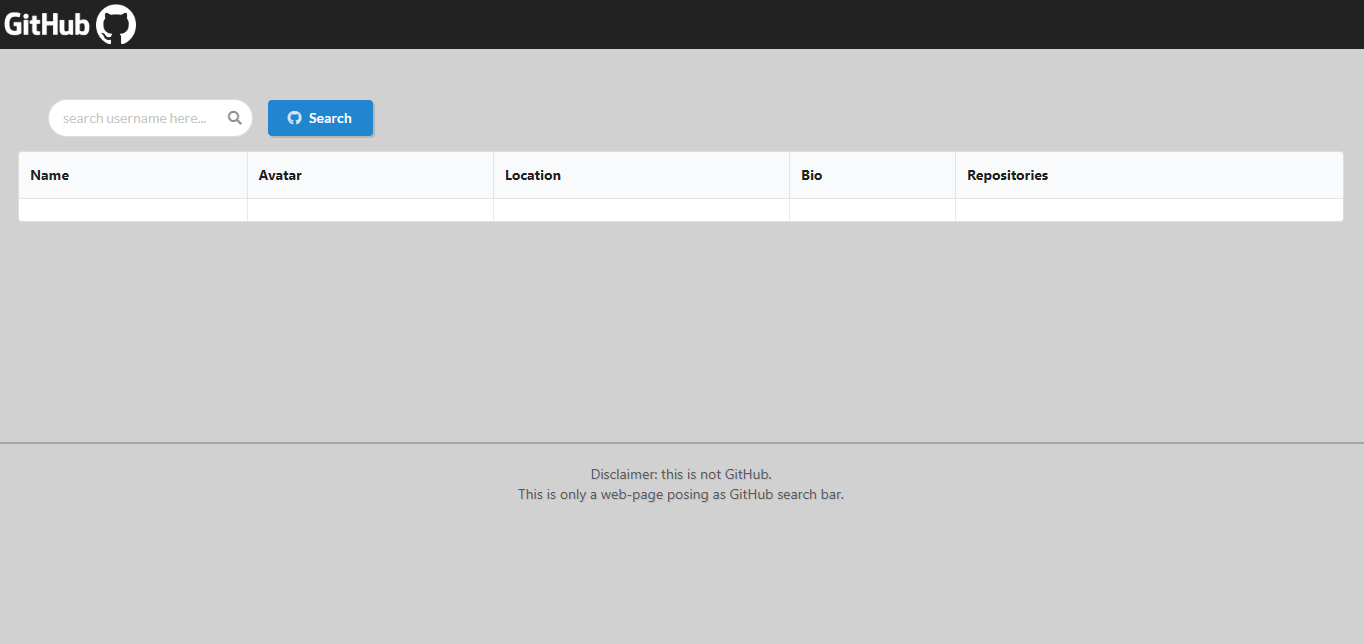 GitHub
search username here...
Search
Name Avatar Location Bio Repositories
Disclaimer: this is not GitHub.
This is only a web-page posing as GitHub search bar.